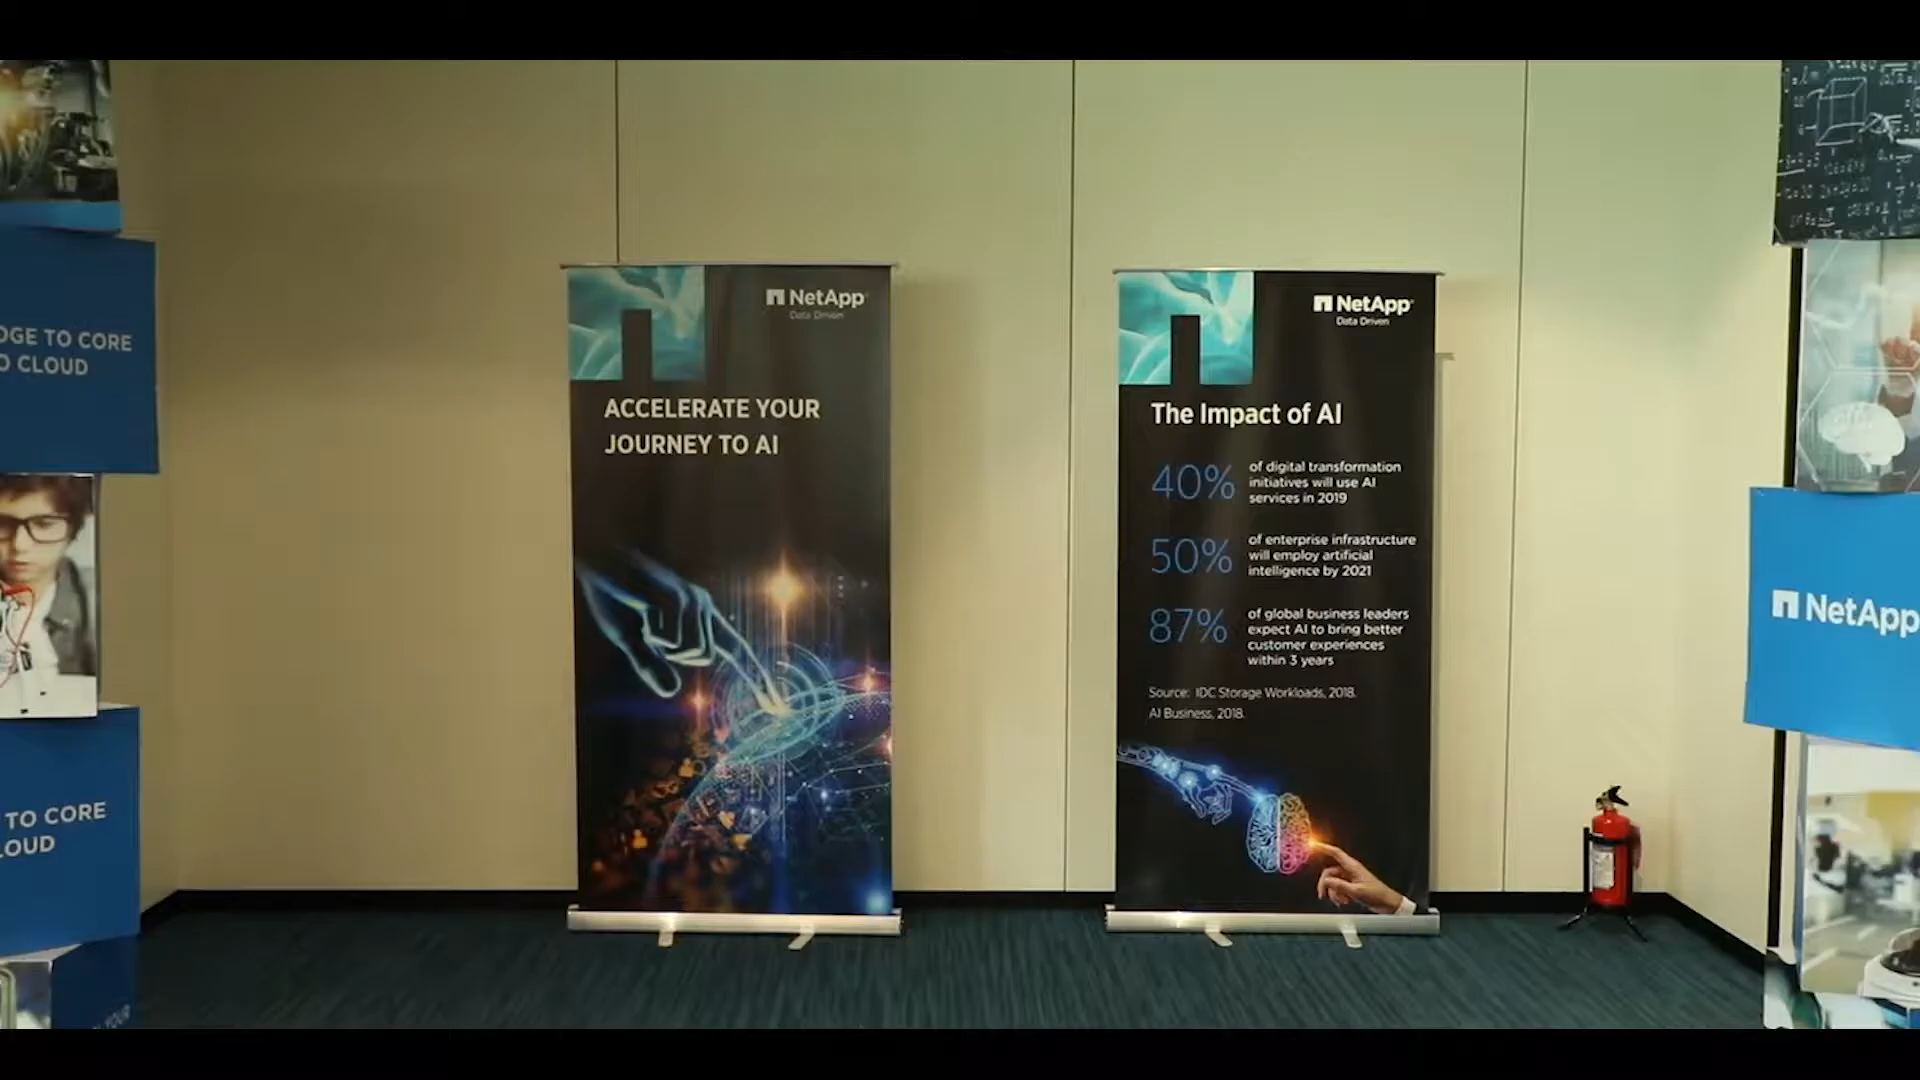 TO CORE
CLOUD
TO CORE
NetApp
Data Driven
ACCELERATE YOUR
JOURNEY TO AI
NetApp
Data Driven
The Impact of AI
40% of digital transformation
initiatives will use AI
services in 2019
50% of enterprise infrastructure
will employ artificial
intelligence by 2021
87% of global business leaders
expect AI to bring better
customer experiences
within 3 years
Source: IDC Storage Workloads, 2018.
AI Business, 2018.
NetApp